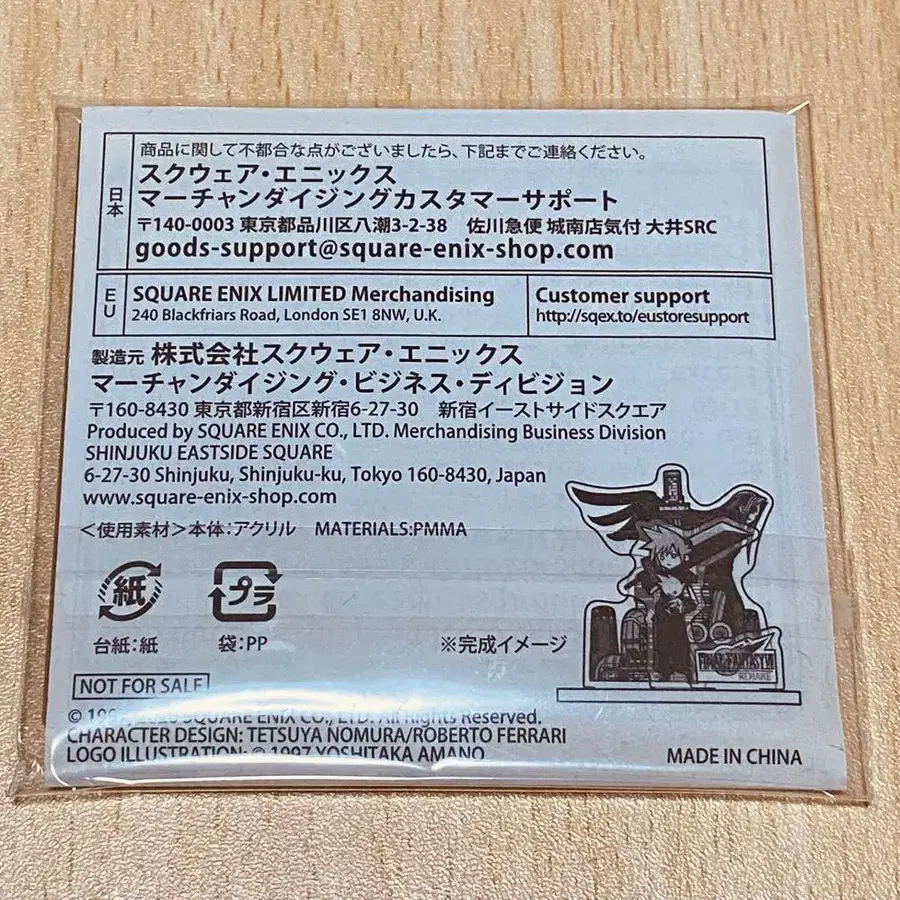 日本
商品に関して不都合な点がございましたら、下記までご連絡ください。
スクウェア・エニックス
マーチャンダイジングカスタマーサポート
〒140-0003 東京都品川区八潮3-2-38 佐川急便 城南店気付 大井SRC
goods-support@square-enix-shop.com
EU
SQUARE ENIX LIMITED Merchandising
240 Blackfriars Road, London SE1 8NW, U.K.
Customer support
http://sqex.to/eustoresupport
製造元 株式会社スクウェア・エニックス
マーチャンダイジング・ビジネス・ディビジョン
〒160-8430 東京都新宿区新宿6-27-30 新宿イーストサイドスクエア
Produced by SQUARE ENIX CO., LTD. Merchandising Business Division
SHINJUKU EASTSIDE SQUARE
6-27-30 Shinjuku, Shinjuku-ku, Tokyo 160-8430, Japan
www.square-enix-shop.com
＜使用素材＞本体：アクリル MATERIALS:PMMA
紙
プラ
台紙：紙
袋：PP
※完成イメージ
FINAL FANTASY VII
REMAKE
NOT FOR SALE
© 1997, 2020 SQUARE ENIX CO., LTD. All Rights Reserved.
CHARACTER DESIGN: TETSUYA NOMURA/ROBERTO FERRARI
LOGO ILLUSTRATION: © 1997 YOSHITAKA AMANO
MADE IN CHINA